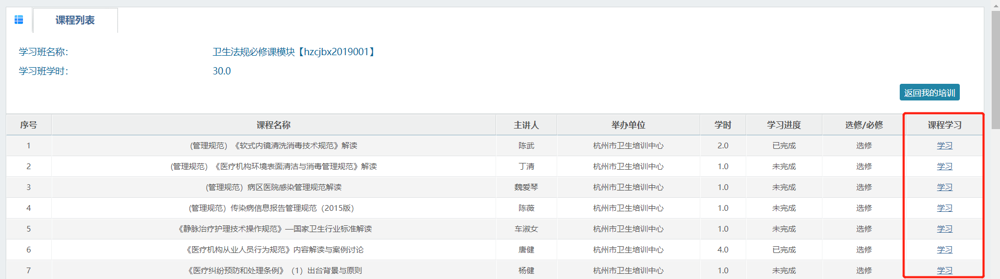 课程列表
学习班名称： 卫生法规必修课模块【hzcjbx2019001】
学习班学时： 30.0
返回我的培训
序号 课程名称 主讲人 举办单位 学时 学习进度 选修/必修 课程学习
1 (管理规范) 《软式内镜清洗消毒技术规范》解读 陈武 杭州市卫生培训中心 2.0 已完成 选修 学习
2 (管理规范) 《医疗机构环境表面清洁与消毒管理规范》解读 丁清 杭州市卫生培训中心 1.0 未完成 选修 学习
3 (管理规范) 病区医院感染管理规范解读 魏爱琴 杭州市卫生培训中心 1.0 未完成 选修 学习
4 (管理规范) 传染病信息报告管理规范（2015版） 陈薇 杭州市卫生培训中心 1.0 未完成 选修 学习
5 《静脉治疗护理技术操作规范》—国家卫生行业标准解读 车淑女 杭州市卫生培训中心 1.0 未完成 选修 学习
6 《医疗机构从业人员行为规范》内容解读与案例讨论 唐健 杭州市卫生培训中心 4.0 已完成 选修 学习
7 《医疗纠纷预防和处理条例》（1）出台背景与原则 杨健 杭州市卫生培训中心 1.0 未完成 选修 学习